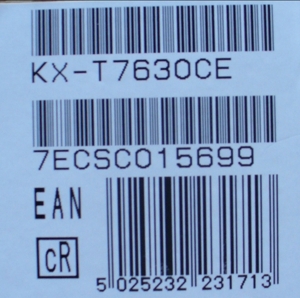 KX-T7630CE
7ECSC015699
EAN
cR
5 025232 231713